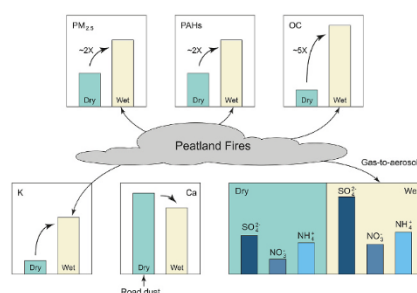 PM2.5
~2X
Dry
Wet
PAHs
~2X
Dry
Wet
OC
~5X
Dry
Wet
Peatland Fires
Gas-to-aerosol
K
Dry
Wet
Ca
Dry
Wet
Road dust
Dry
SO4^2-
NO3^-
NH4^+
We
SO4^2-
NO3^-
NH4^+